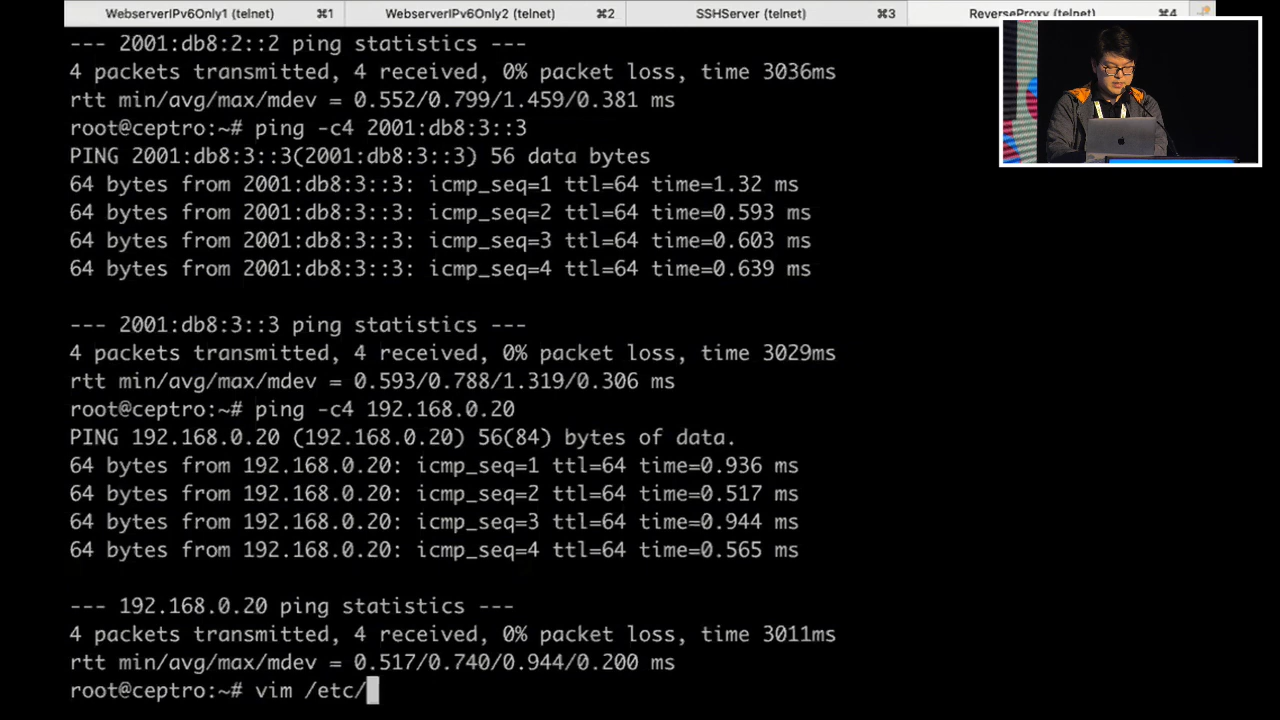 WebserverIPv6Only1 (telnet) ⌘1 WebserverIPv6Only2 (telnet) ⌘2 SSHServer (telnet) ⌘3 ReverseProxy (telnet) ⌘4
--- 2001:db8:2::2 ping statistics ---
4 packets transmitted, 4 received, 0% packet loss, time 3036ms
rtt min/avg/max/mdev = 0.552/0.799/1.459/0.381 ms
root@ceptro:~# ping -c4 2001:db8:3::3
PING 2001:db8:3::3(2001:db8:3::3) 56 data bytes
64 bytes from 2001:db8:3::3: icmp_seq=1 ttl=64 time=1.32 ms
64 bytes from 2001:db8:3::3: icmp_seq=2 ttl=64 time=0.593 ms
64 bytes from 2001:db8:3::3: icmp_seq=3 ttl=64 time=0.603 ms
64 bytes from 2001:db8:3::3: icmp_seq=4 ttl=64 time=0.639 ms
--- 2001:db8:3::3 ping statistics ---
4 packets transmitted, 4 received, 0% packet loss, time 3029ms
rtt min/avg/max/mdev = 0.593/0.788/1.319/0.306 ms
root@ceptro:~# ping -c4 192.168.0.20
PING 192.168.0.20 (192.168.0.20) 56(84) bytes of data.
64 bytes from 192.168.0.20: icmp_seq=1 ttl=64 time=0.936 ms
64 bytes from 192.168.0.20: icmp_seq=2 ttl=64 time=0.517 ms
64 bytes from 192.168.0.20: icmp_seq=3 ttl=64 time=0.944 ms
64 bytes from 192.168.0.20: icmp_seq=4 ttl=64 time=0.565 ms
--- 192.168.0.20 ping statistics ---
4 packets transmitted, 4 received, 0% packet loss, time 3011ms
rtt min/avg/max/mdev = 0.517/0.740/0.944/0.200 ms
root@ceptro:~# vim /etc/